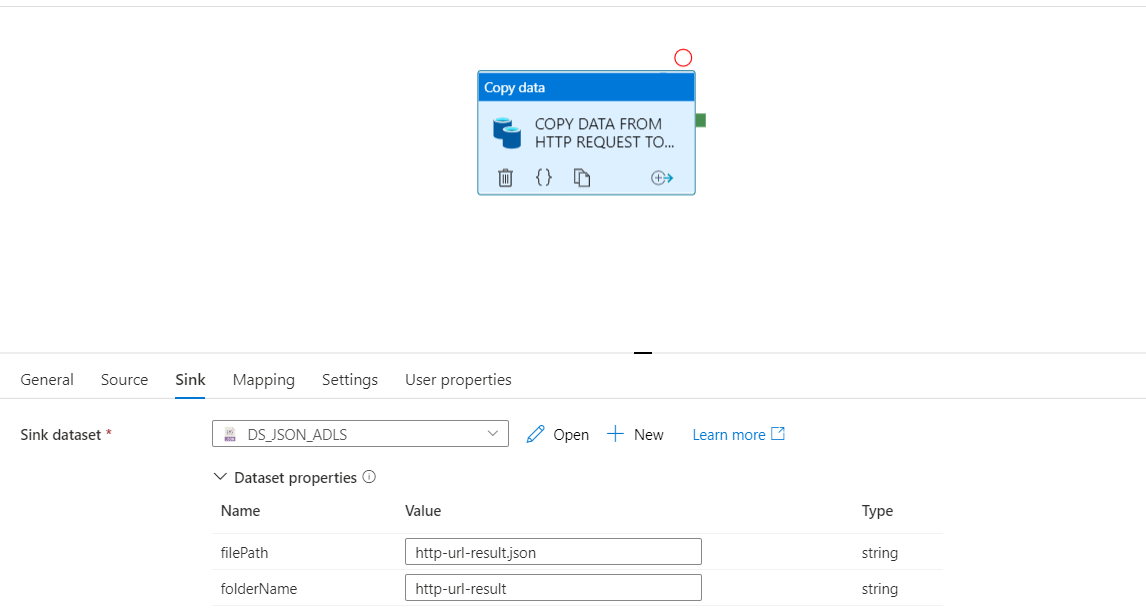 Copy data
COPY DATA FROM
HTTP REQUEST TO...
General Source Sink Mapping Settings User properties
Sink dataset * DS_JSON_ADLS Open New Learn more
Dataset properties
Name Value Type
filePath http-url-result.json string
folderName http-url-result string